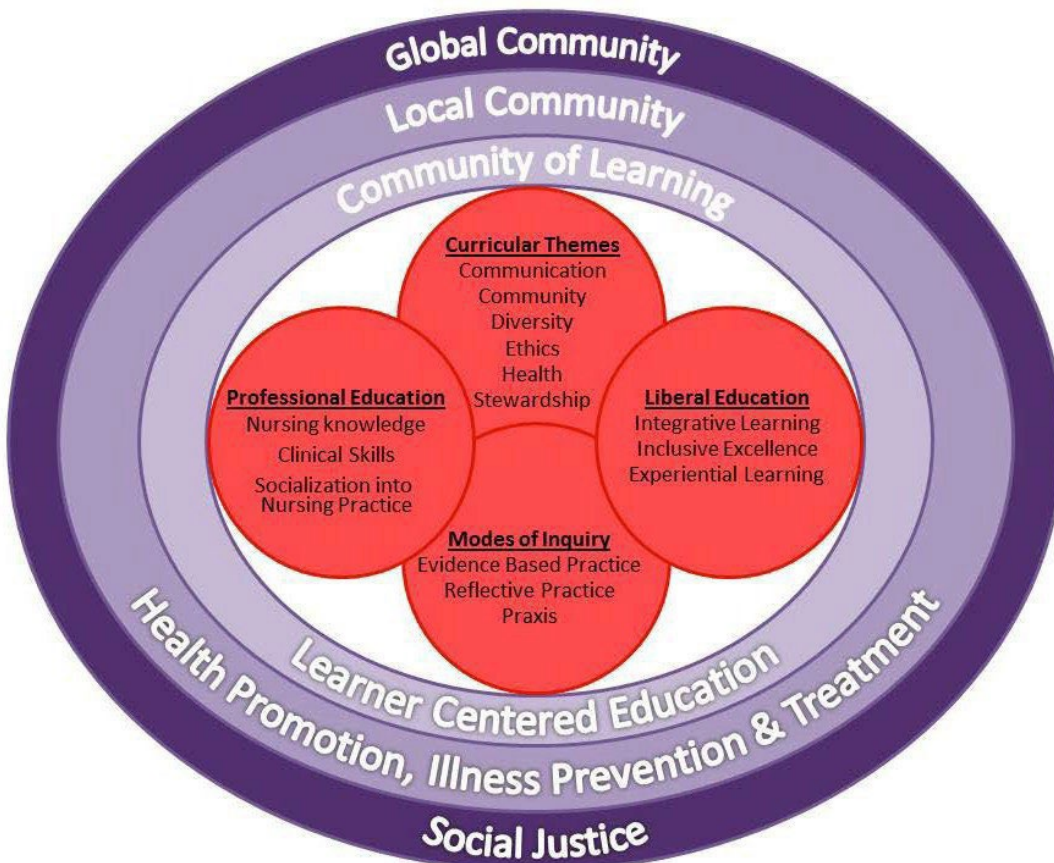 Global Community
Local Community
Community of Learning
Curricular Themes
Communication
Community
Diversity
Ethics
Health
Stewardship
Professional Education
Nursing knowledge
Clinical Skills
Socialization into
Nursing Practice
Liberal Education
Integrative Learning
Inclusive Excellence
Experiential Learning
Modes of Inquiry
Evidence Based Practice
Reflective Practice
Praxis
Learner Centered Education
Health Promotion, Illness Prevention & Treatment
Social Justice